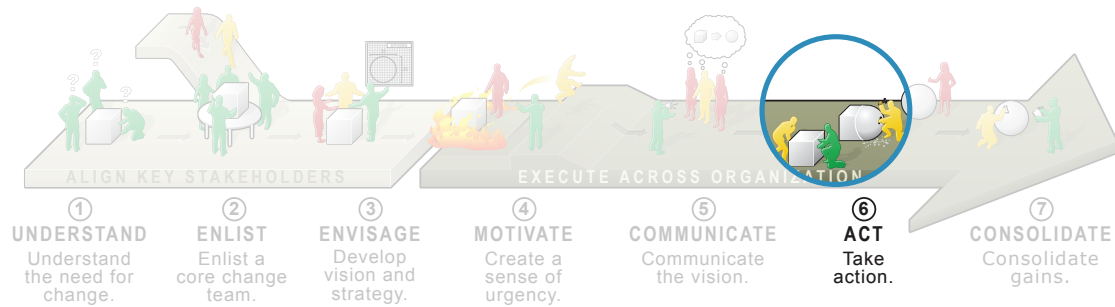 ?
?
?
ALIGN KEY STAKEHOLDERS
EXECUTE ACROSS ORGANIZATION
1
UNDERSTAND
Understand
the need for
change.
2
ENLIST
Enlist a
core change
team.
3
ENVISAGE
Develop
vision and
strategy.
4
MOTIVATE
Create a
sense of
urgency.
5
COMMUNICATE
Communicate
the vision.
6
ACT
Take
action.
7
CONSOLIDATE
Consolidate
gains.